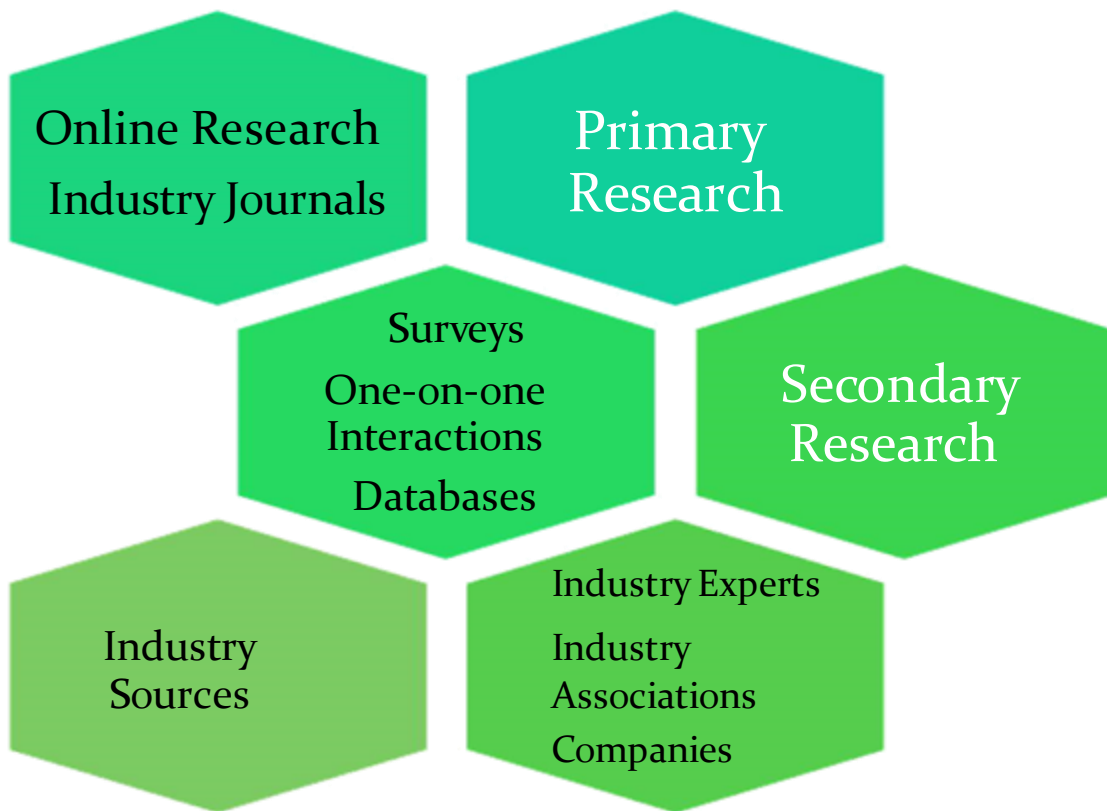 Online Research
Industry Journals
Primary
Research
Surveys
One-on-one
Interactions
Databases
Secondary
Research
Industry
Sources
Industry Experts
Industry
Associations
Companies